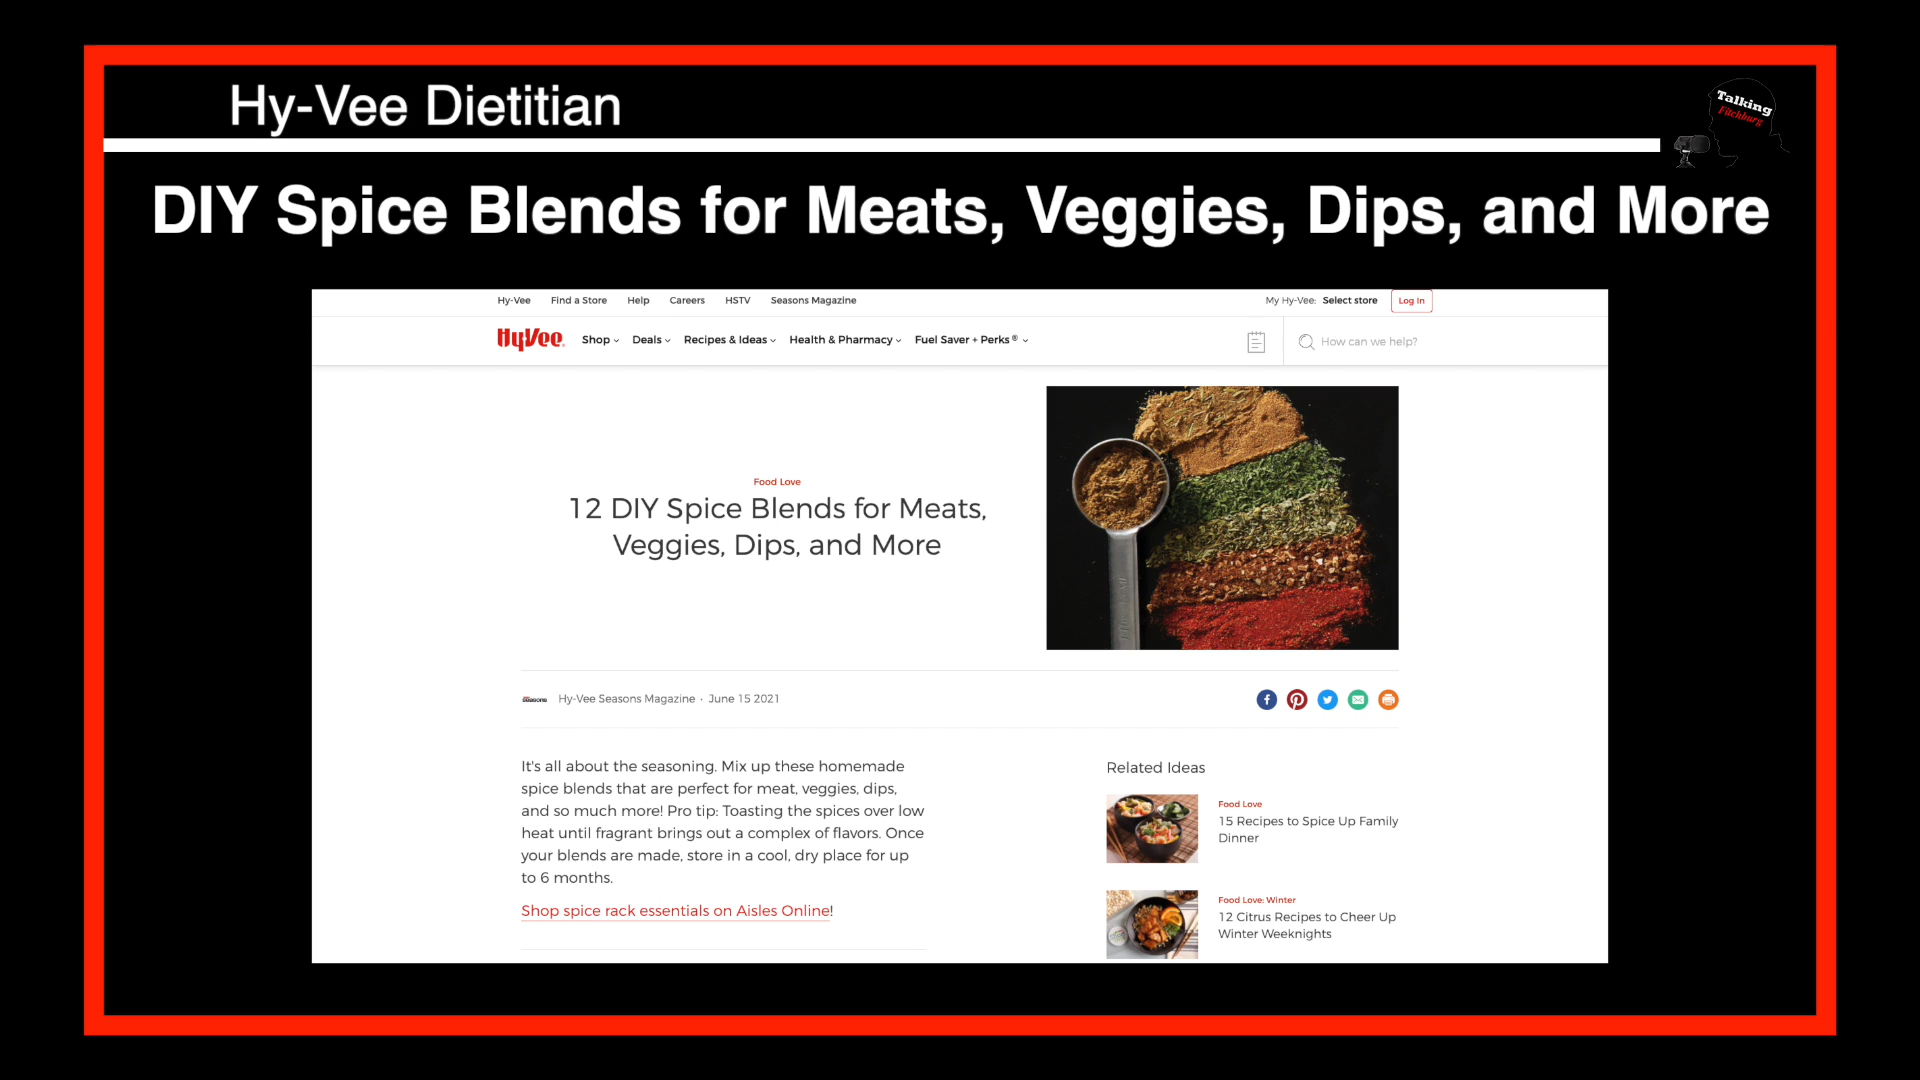 Hy-Vee Dietitian
Talking
Fitchburg
DIY Spice Blends for Meats, Veggies, Dips, and More
Hy-Vee Find a Store Help Careers HSTV Seasons Magazine
My Hy-Vee: Select store Log In
HyVee Shop Deals Recipes & Ideas Health & Pharmacy Fuel Saver + Perks®
How can we help?
Food Love
12 DIY Spice Blends for Meats,
Veggies, Dips, and More
seasons Hy-Vee Seasons Magazine · June 15 2021
It's all about the seasoning. Mix up these homemade
spice blends that are perfect for meat, veggies, dips,
and so much more! Pro tip: Toasting the spices over low
heat until fragrant brings out a complex of flavors. Once
your blends are made, store in a cool, dry place for up
to 6 months.
Shop spice rack essentials on Aisles Online!
Related Ideas
Food Love
15 Recipes to Spice Up Family
Dinner
Food Love: Winter
12 Citrus Recipes to Cheer Up
Winter Weeknights